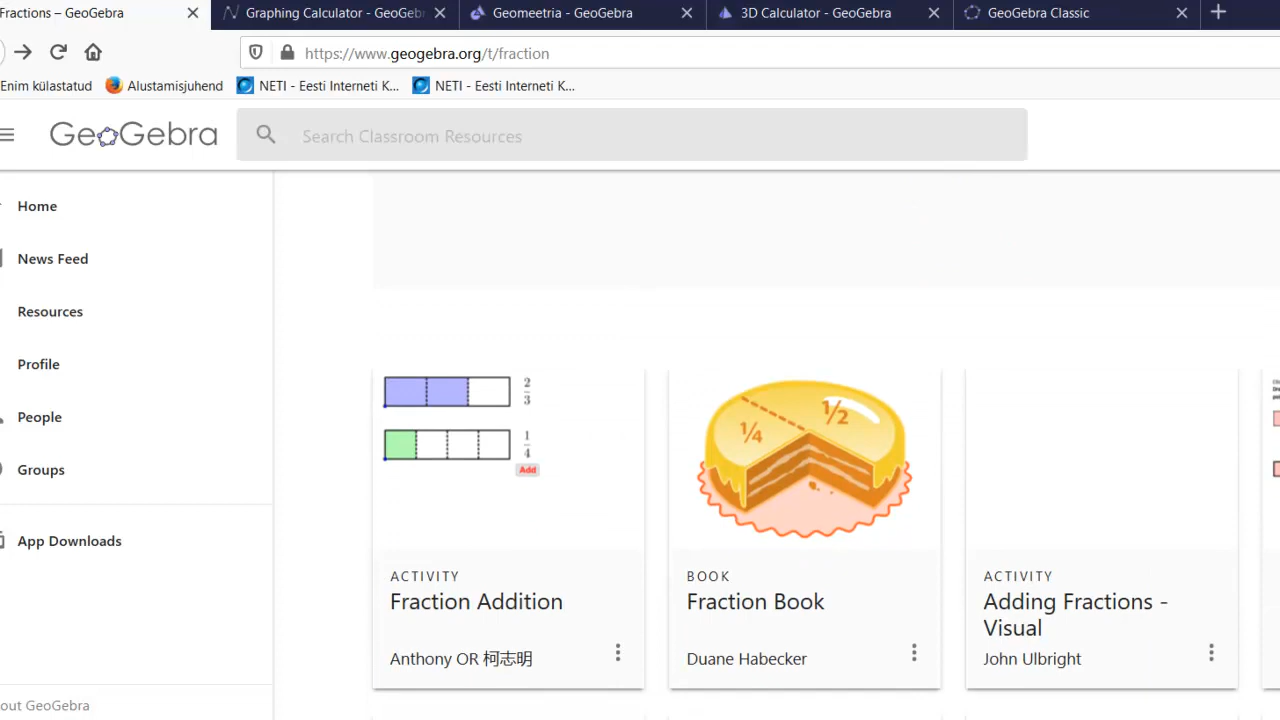 Fractions – GeoGebra
Graphing Calculator - GeoGebr
Geomeetria - GeoGebra
3D Calculator - GeoGebra
GeoGebra Classic
https://www.geogebra.org/t/fraction
Enim külastatud
Alustamisjuhend
NETI - Eesti Interneti K...
NETI - Eesti Interneti K...
GeoGebra
Search Classroom Resources
Home
News Feed
Resources
Profile
People
Groups
App Downloads
out GeoGebra
2
3
1
4
Add
ACTIVITY
Fraction Addition
Anthony OR 柯志明
¼
½
BOOK
Fraction Book
Duane Habecker
ACTIVITY
Adding Fractions -
Visual
John Ulbright